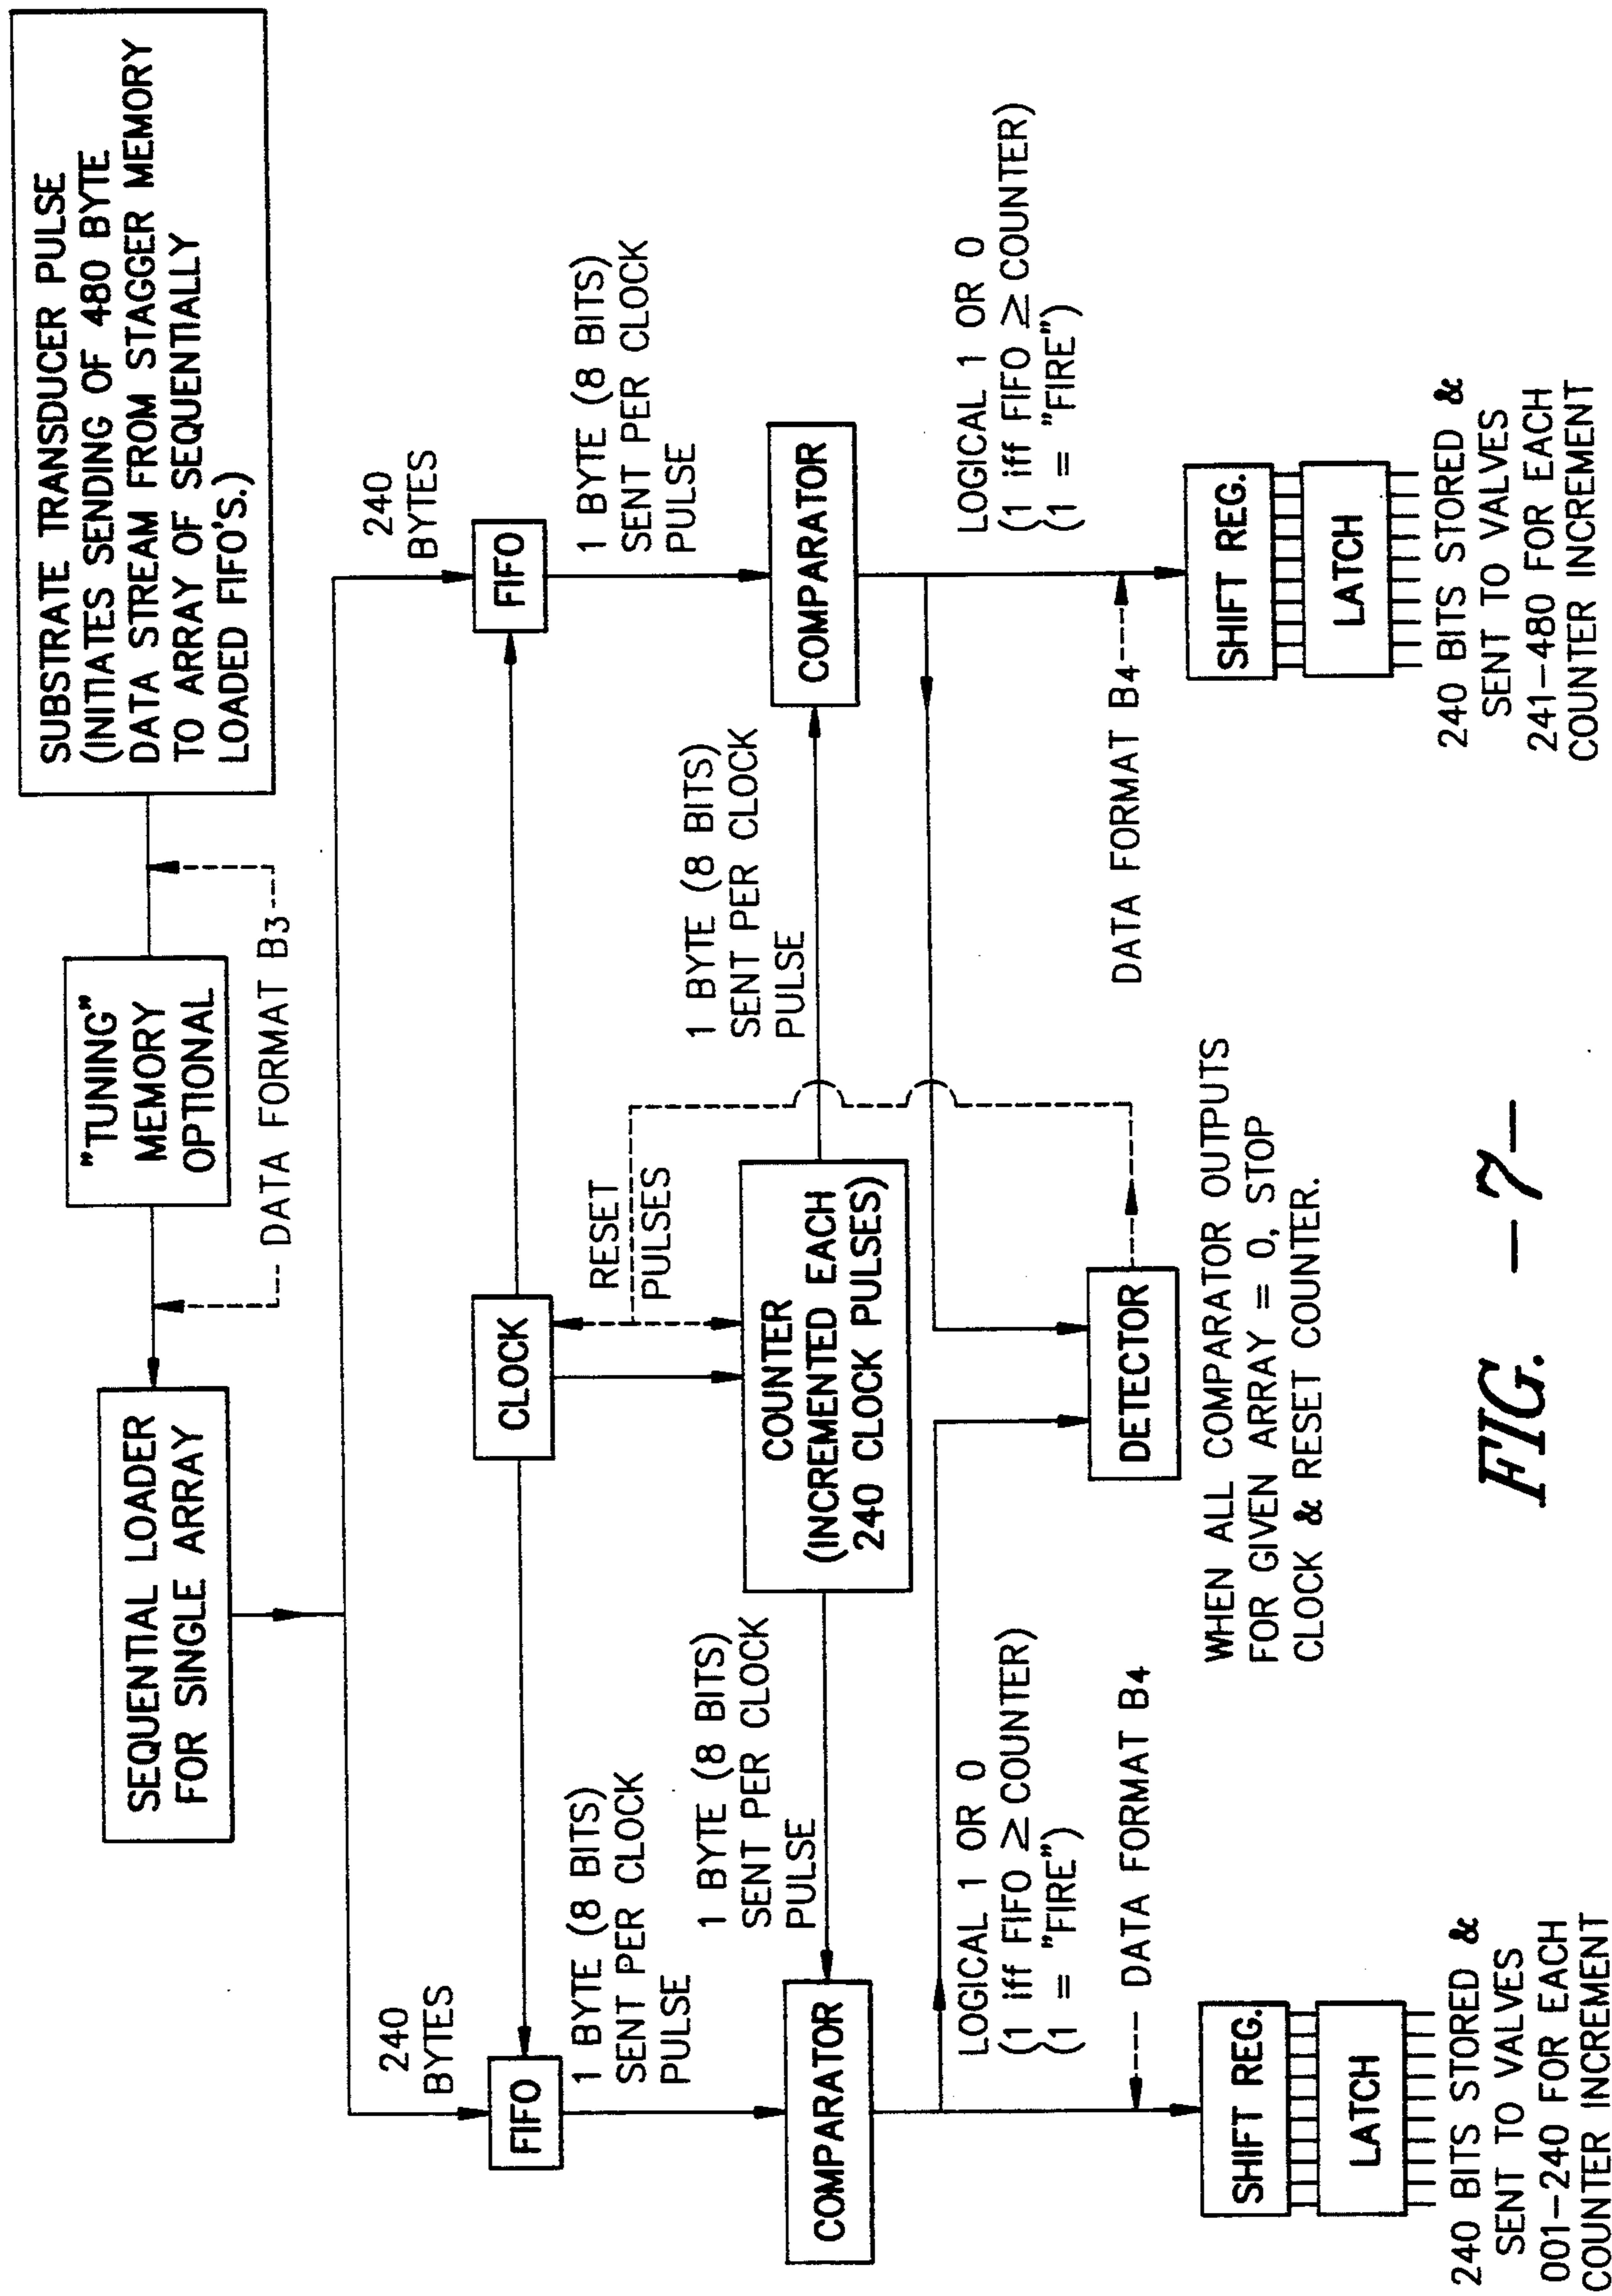 SUBSTRATE TRANSDUCER PULSE
(INITIATES SENDING OF 480 BYTE
DATA STREAM FROM STAGGER MEMORY
TO ARRAY OF SEQUENTIALLY
LOADED FIFO'S.)
"TUNING"
MEMORY
OPTIONAL
DATA FORMAT B3
SEQUENTIAL LOADER
FOR SINGLE ARRAY
240
BYTES
240
BYTES
FIFO
CLOCK
FIFO
1 BYTE (8 BITS)
SENT PER CLOCK
PULSE
RESET
PULSES
1 BYTE (8 BITS)
SENT PER CLOCK
PULSE
1 BYTE (8 BITS)
SENT PER CLOCK
PULSE
1 BYTE (8 BITS)
SENT PER CLOCK
PULSE
COMPARATOR
COUNTER
(INCREMENTED EACH
240 CLOCK PULSES)
COMPARATOR
LOGICAL 1 OR 0
(1 iff FIFO ≥ COUNTER)
(1 = "FIRE")
LOGICAL 1 OR 0
(1 iff FIFO ≥ COUNTER)
(1 = "FIRE")
DATA FORMAT B4
DETECTOR
DATA FORMAT B4
SHIFT REG.
LATCH
WHEN ALL COMPARATOR OUTPUTS
FOR GIVEN ARRAY = 0, STOP
CLOCK & RESET COUNTER.
SHIFT REG.
LATCH
240 BITS STORED &
SENT TO VALVES
001-240 FOR EACH
COUNTER INCREMENT
240 BITS STORED &
SENT TO VALVES
241-480 FOR EACH
COUNTER INCREMENT
FIG. -7-